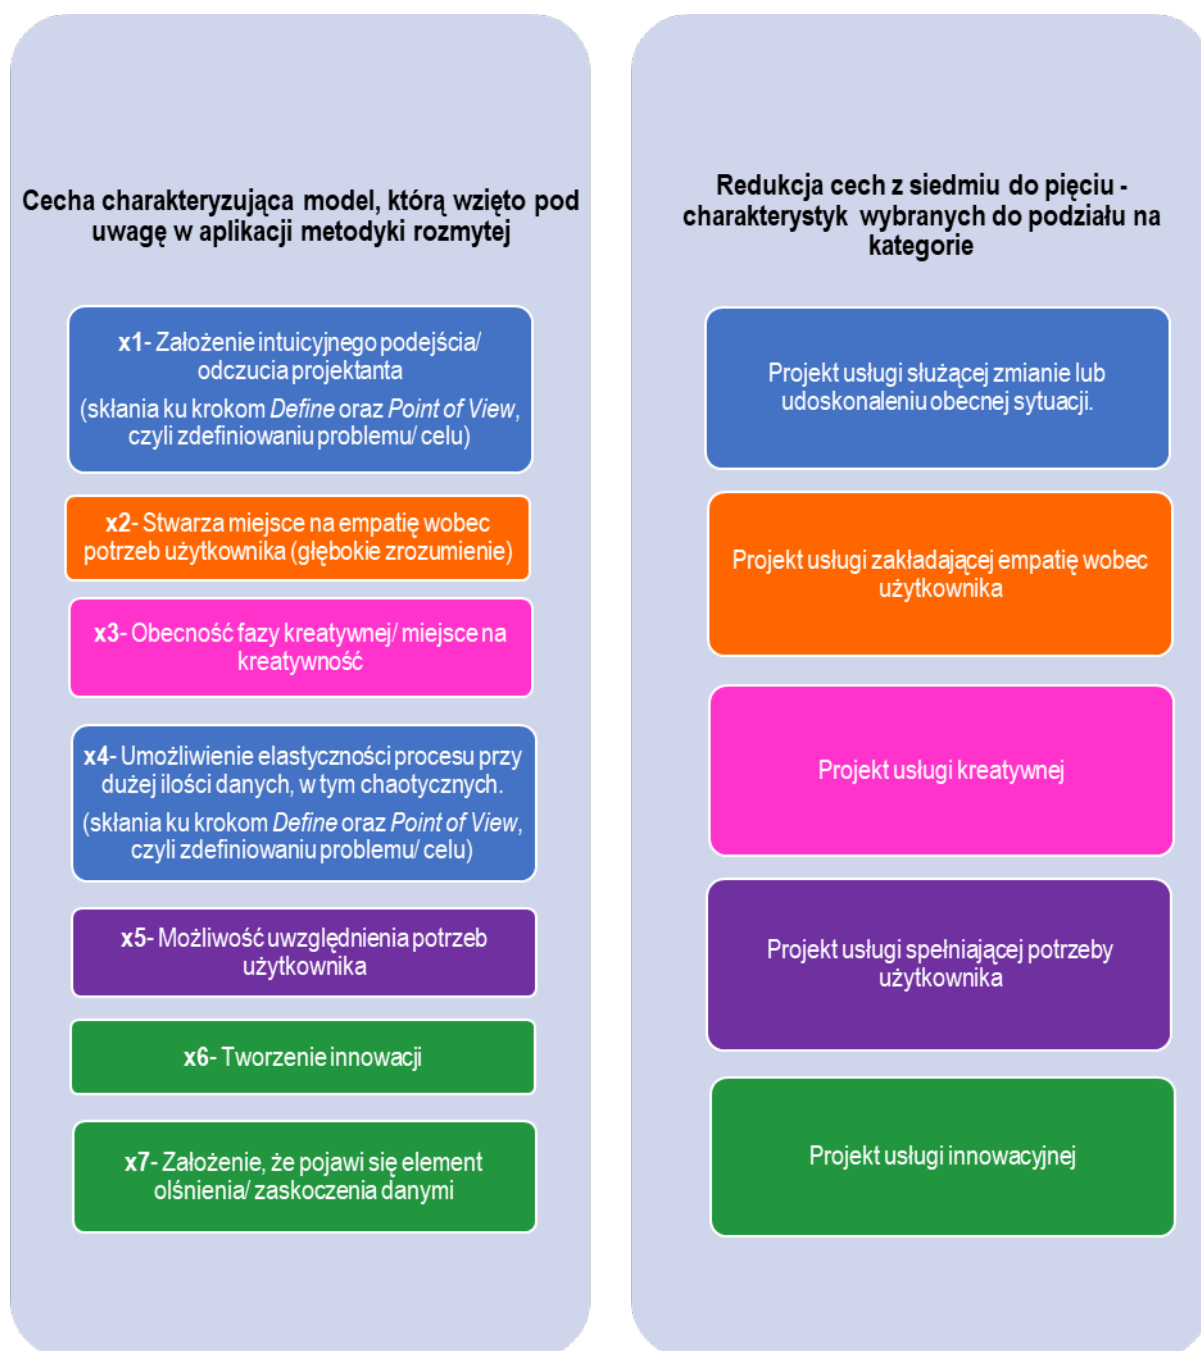 Cecha charakteryzująca model, którą wzięto pod
uwagę w aplikacji metodyki rozmytej
x1- Założenie intuicyjnego podejścia/
odczucia projektanta
(skłania ku krokom Define oraz Point of View,
czyli zdefiniowaniu problemu/ celu)
x2- Stwarza miejsce na empatię wobec
potrzeb użytkownika (głębokie zrozumienie)
x3- Obecność fazy kreatywnej/ miejsce na
kreatywność
x4- Umożliwienie elastyczności procesu przy
dużej ilości danych, w tym chaotycznych.
(skłania ku krokom Define oraz Point of View,
czyli zdefiniowaniu problemu/ celu)
x5- Możliwość uwzględnienia potrzeb
użytkownika
x6- Tworzenie innowacji
x7- Założenie, że pojawi się element
olśnienia/ zaskoczenia danymi
Redukcja cech z siedmiu do pięciu -
charakterystyk wybranych do podziału na
kategorie
Projekt usługi służącej zmianie lub
udoskonaleniu obecnej sytuacji.
Projekt usługi zakładającej empatię wobec
użytkownika
Projekt usługi kreatywnej
Projekt usługi spełniającej potrzeby
użytkownika
Projekt usługi innowacyjnej